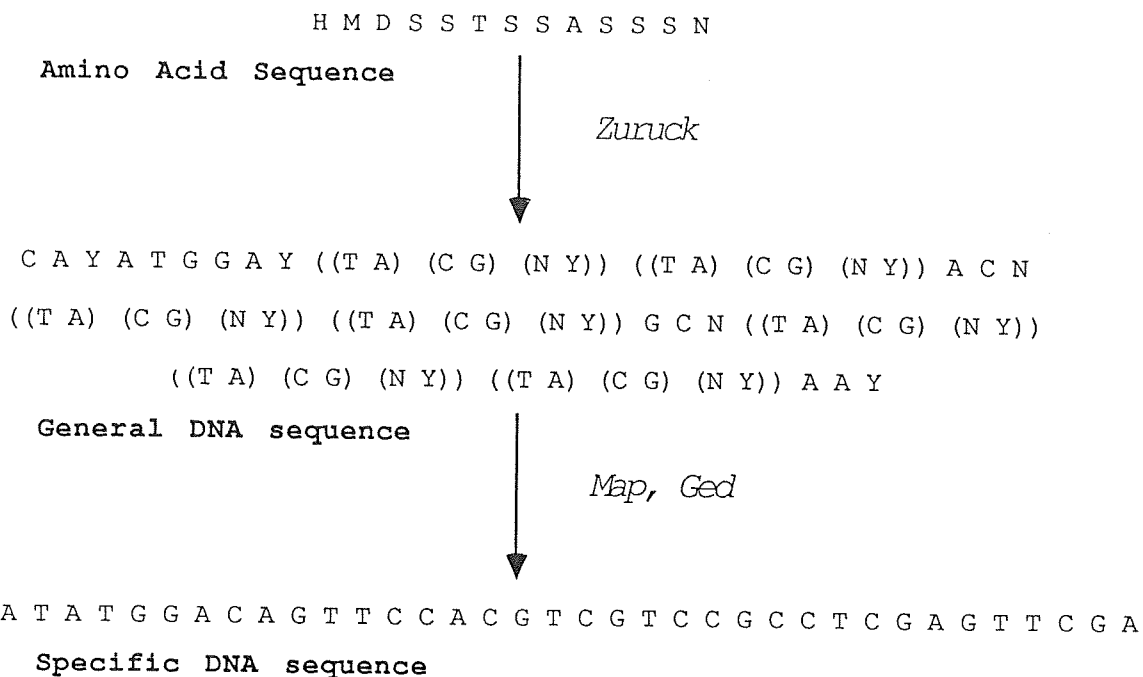 H M D S S T S S A S S S N
Amino Acid Sequence
Zuruck
C A Y A T G G A Y ((T A) (C G) (N Y)) ((T A) (C G) (N Y)) A C N
((T A) (C G) (N Y)) ((T A) (C G) (N Y)) G C N ((T A) (C G) (N Y))
((T A) (C G) (N Y)) ((T A) (C G) (N Y)) A A Y
General DNA sequence
Map, Ged
A T A T G G A C A G T T C C A C G T C G T C C G C C T C G A G T T C G A
Specific DNA sequence